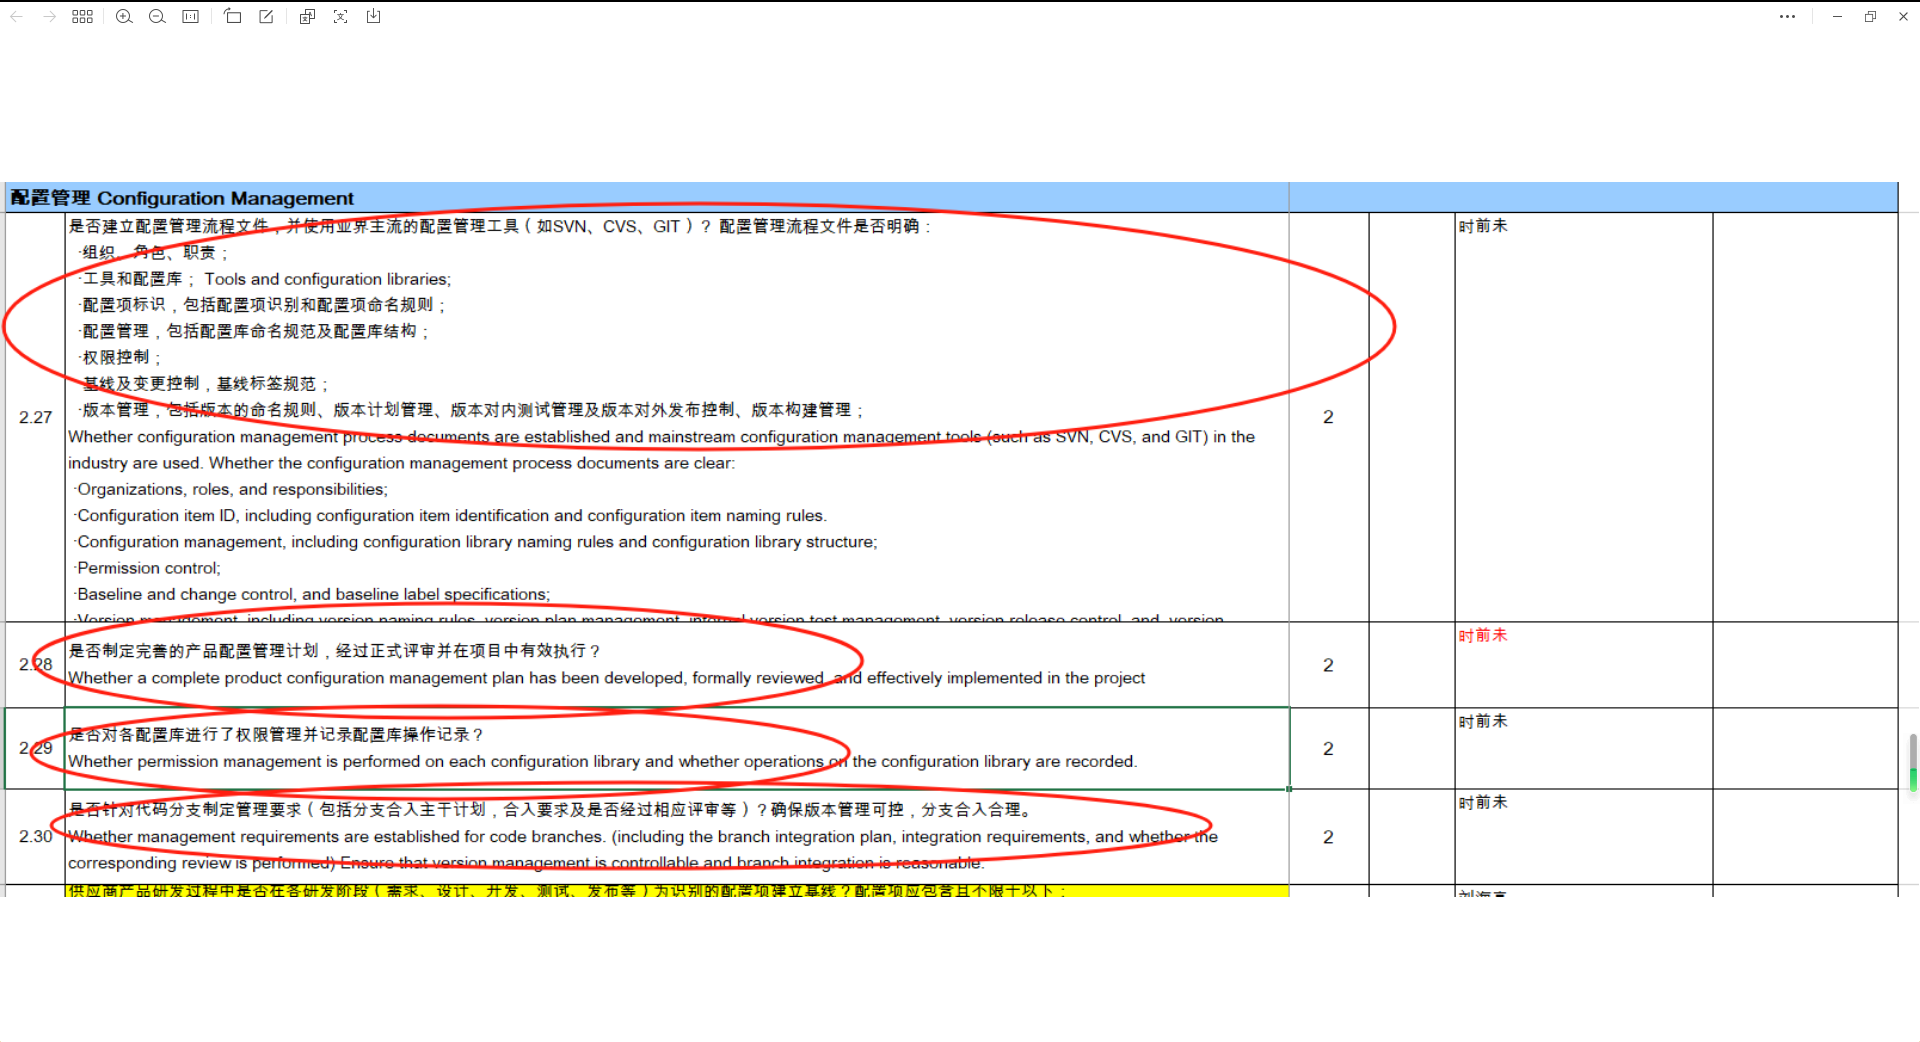 配置管理 Configuration Management
是否建立配置管理流程文件，并使用业界主流的配置管理工具（如SVN、CVS、GIT）？ 配置管理流程文件是否明确：
·组织、角色、职责；
·工具和配置库； Tools and configuration libraries;
·配置项标识，包括配置项识别和配置项命名规则；
·配置管理，包括配置库命名规范及配置库结构；
·权限控制；
·基线及变更控制，基线标签规范；
·版本管理，包括版本的命名规则、版本计划管理、版本对内测试管理及版本对外发布控制、版本构建管理；
2.27
Whether configuration management process documents are established and mainstream configuration management tools (such as SVN, CVS, and GIT) in the
industry are used. Whether the configuration management process documents are clear:
·Organizations, roles, and responsibilities;
·Configuration item ID, including configuration item identification and configuration item naming rules.
·Configuration management, including configuration library naming rules and configuration library structure;
·Permission control;
·Baseline and change control, and baseline label specifications;
·Version management, including version naming rules, version plan management, internal version test management, version release control, and version
2
时前未
2.28
是否制定完善的产品配置管理计划，经过正式评审并在项目中有效执行？
Whether a complete product configuration management plan has been developed, formally reviewed, and effectively implemented in the project
2
时前未
2.29
是否对各配置库进行了权限管理并记录配置库操作记录？
Whether permission management is performed on each configuration library and whether operations on the configuration library are recorded.
2
时前未
2.30
是否针对代码分支制定管理要求（包括分支合入主干计划，合入要求及是否经过相应评审等）？确保版本管理可控，分支合入合理。
Whether management requirements are established for code branches. (including the branch integration plan, integration requirements, and whether the
corresponding review is performed) Ensure that version management is controllable and branch integration is reasonable.
2
时前未
供应商产品研发过程中是否在各研发阶段（需求、设计、开发、测试、发布等）为识别的配置项建立基线？配置项应包含且不限于以下：